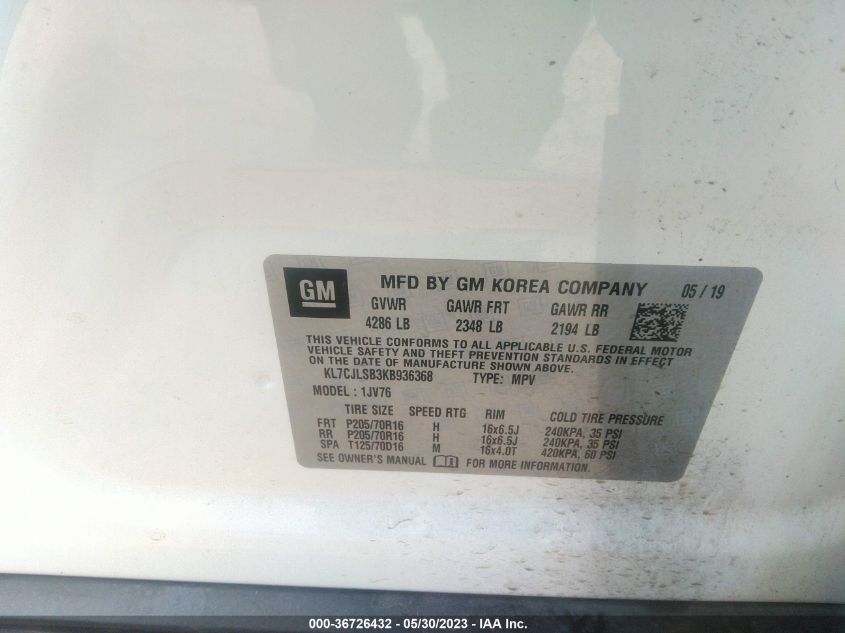 GM
MFD BY GM KOREA COMPANY 05 / 19
GVWR GAWR FRT GAWR RR
4286 LB 2348 LB 2194 LB
THIS VEHICLE CONFORMS TO ALL APPLICABLE U.S. FEDERAL MOTOR
VEHICLE SAFETY AND THEFT PREVENTION STANDARDS IN EFFECT
ON THE DATE OF MANUFACTURE SHOWN ABOVE.
KL7CJLSB3KB936368 TYPE: MPV
MODEL : 1JV76
TIRE SIZE SPEED RTG RIM COLD TIRE PRESSURE
FRT P205/70R16 H 16x6.5J 240KPA, 35 PSI
RR P205/70R16 H 16x6.5J 240KPA, 35 PSI
SPA T125/70D16 M 16x4.0T 420KPA, 60 PSI
SEE OWNER'S MANUAL FOR MORE INFORMATION.
000-36726432 - 05/30/2023 - IAA Inc.